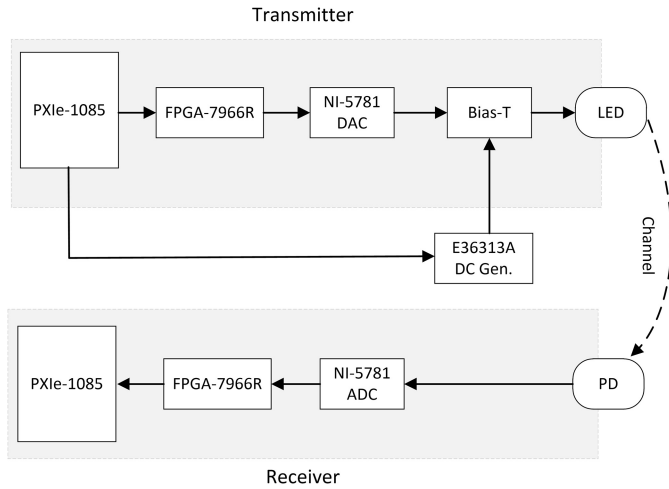 Transmitter
PXIe-1085
FPGA-7966R
NI-5781
DAC
Bias-T
LED
E36313A
DC Gen.
Channel
PXIe-1085
FPGA-7966R
NI-5781
ADC
PD
Receiver